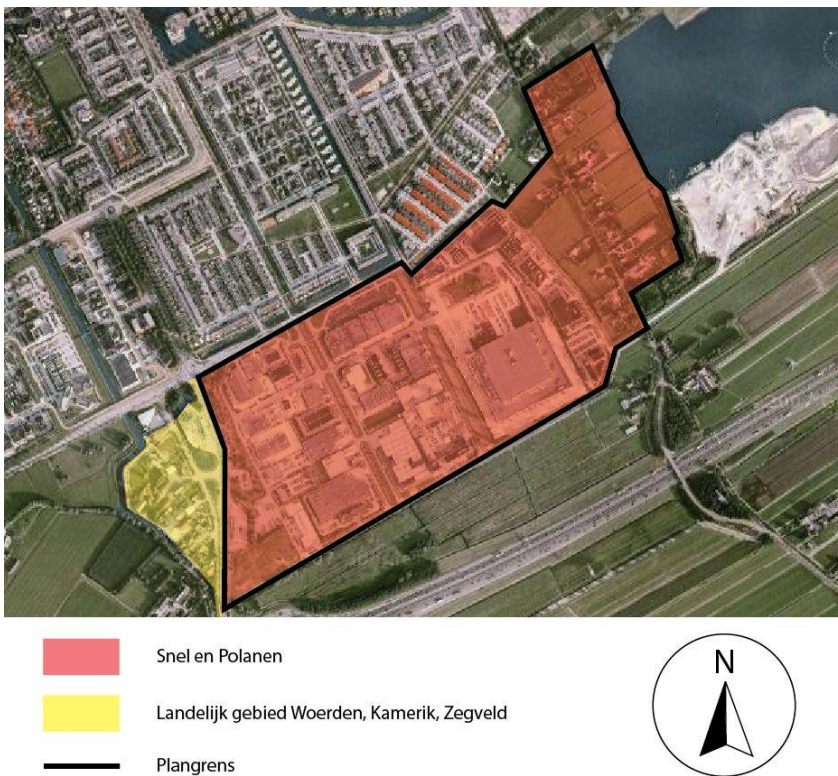 Snel en Polanen
Landelijk gebied Woerden, Kamerik, Zegveld
Plangrens
N